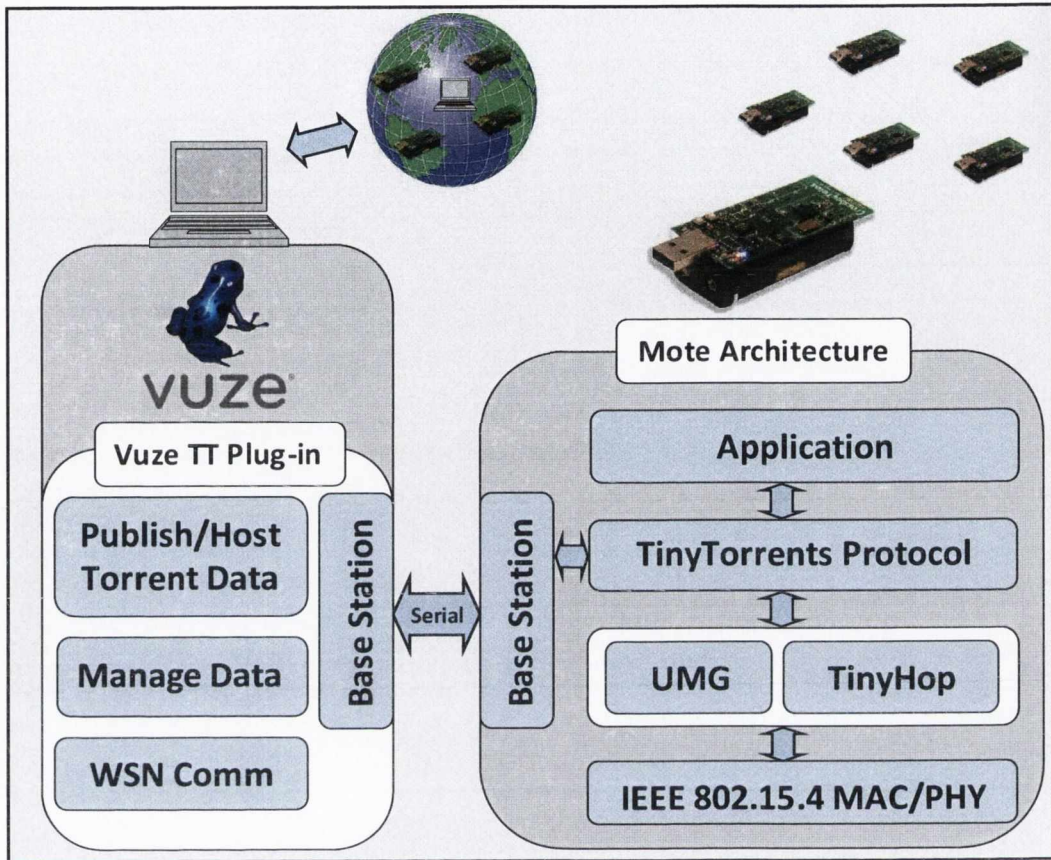 vuze
Vuze TT Plug-in
Publish/Host
Torrent Data
Manage Data
WSN Comm
Base Station
Serial
Base Station
Mote Architecture
Application
TinyTorrents Protocol
UMG
TinyHop
IEEE 802.15.4 MAC/PHY